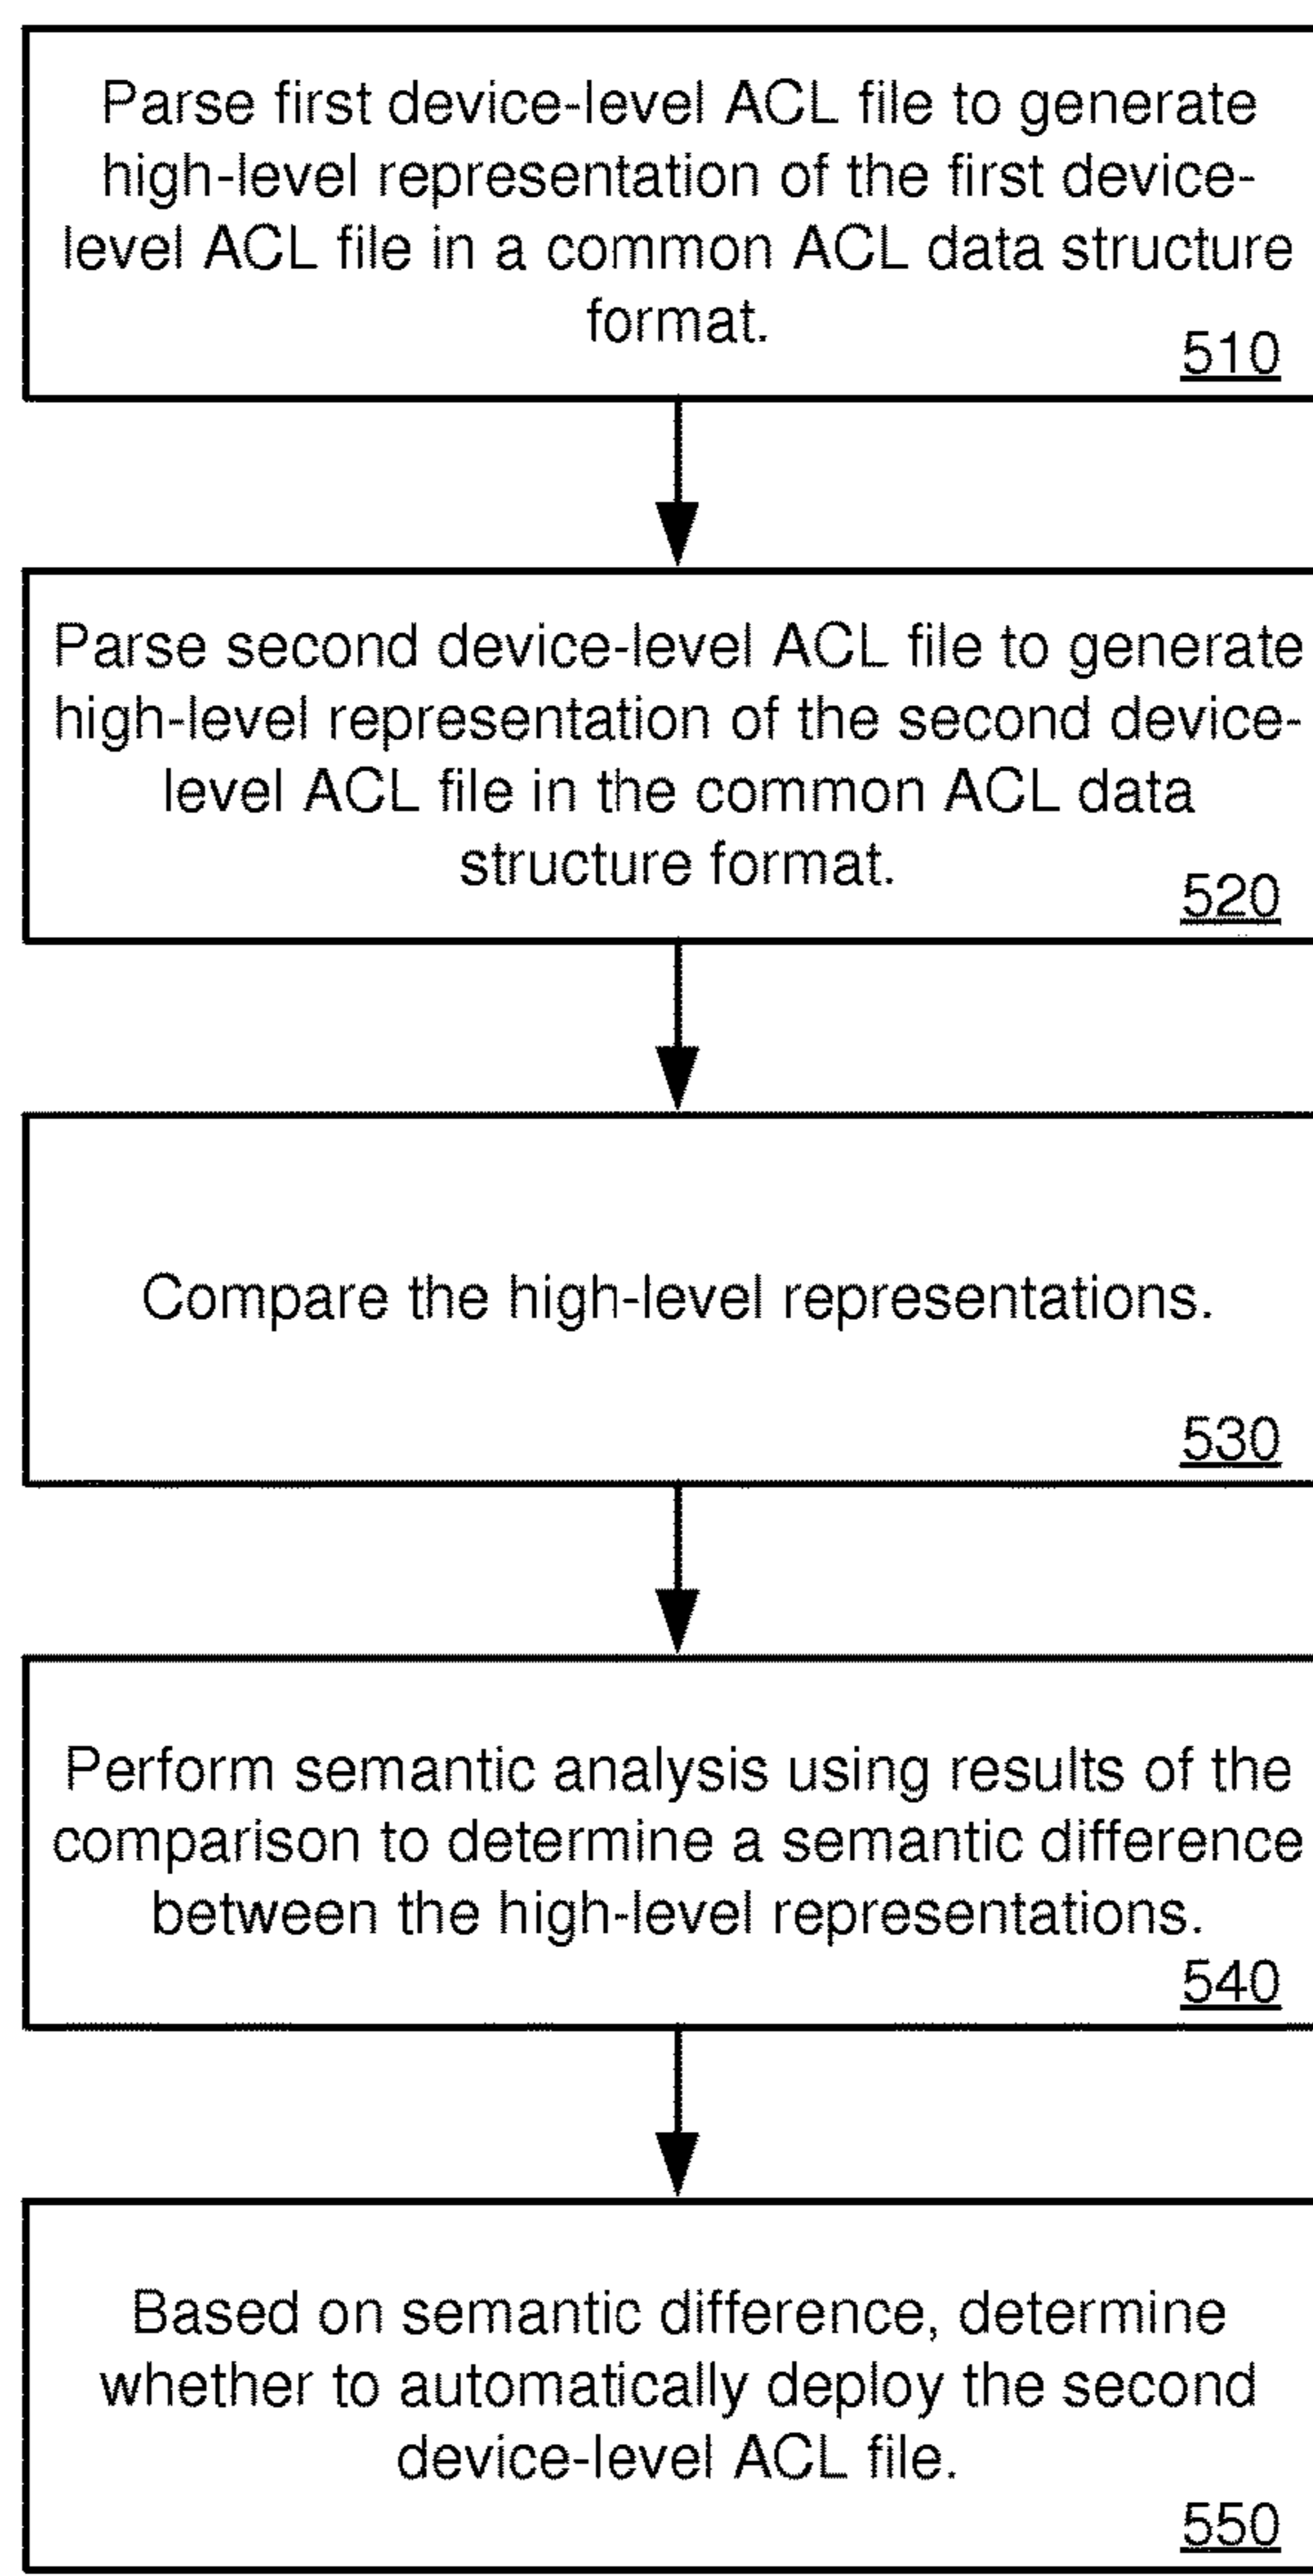 Parse first device-level ACL file to generate
high-level representation of the first device-
level ACL file in a common ACL data structure
format.
510
Parse second device-level ACL file to generate
high-level representation of the second device-
level ACL file in the common ACL data
structure format.
520
Compare the high-level representations.
530
Perform semantic analysis using results of the
comparison to determine a semantic difference
between the high-level representations.
540
Based on semantic difference, determine
whether to automatically deploy the second
device-level ACL file.
550